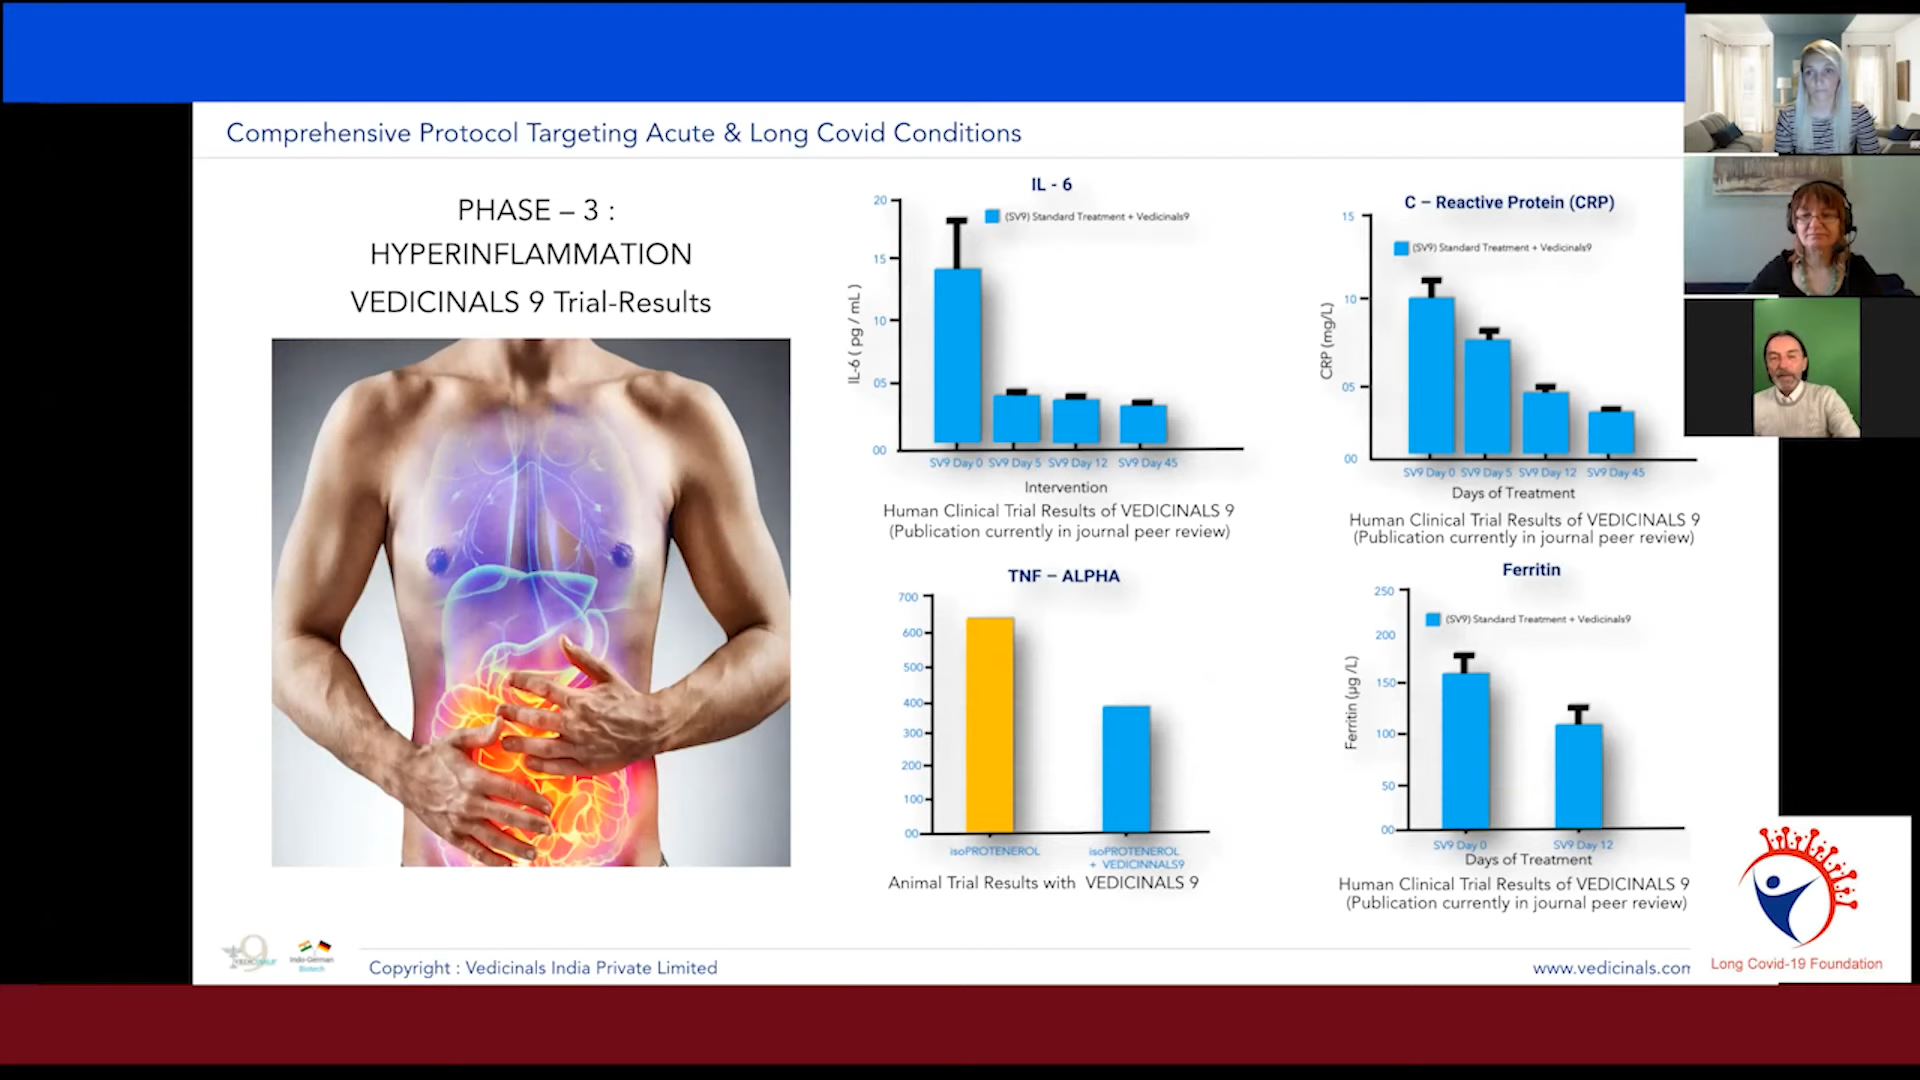 Comprehensive Protocol Targeting Acute & Long Covid Conditions
PHASE – 3 :
HYPERINFLAMMATION
VEDICINALS 9 Trial-Results
IL - 6
(SV9) Standard Treatment + Vedicinals9
IL-6 ( pg / mL )
20
15
10
05
00
SV9 Day 0 SV9 Day 5 SV9 Day 12 SV9 Day 45
Intervention
Human Clinical Trial Results of VEDICINALS 9
(Publication currently in journal peer review)
C – Reactive Protein (CRP)
(SV9) Standard Treatment + Vedicinals9
CRP (mg/L)
15
10
05
00
SV9 Day 0 SV9 Day 5 SV9 Day 12 SV9 Day 45
Days of Treatment
Human Clinical Trial Results of VEDICINALS 9
(Publication currently in journal peer review)
TNF – ALPHA
700
600
500
400
300
200
100
00
isoPROTENEROL
isoPROTENEROL
+ VEDICINNALS9
Animal Trial Results with VEDICINALS 9
Ferritin
(SV9) Standard Treatment + Vedicinals9
Ferritin (µg /L)
250
200
150
100
50
00
SV9 Day 0 SV9 Day 12
Days of Treatment
Human Clinical Trial Results of VEDICINALS 9
(Publication currently in journal peer review)
9
Indo-German
Biotech
Copyright : Vedicinals India Private Limited
www.vedicinals.com
Long Covid-19 Foundation